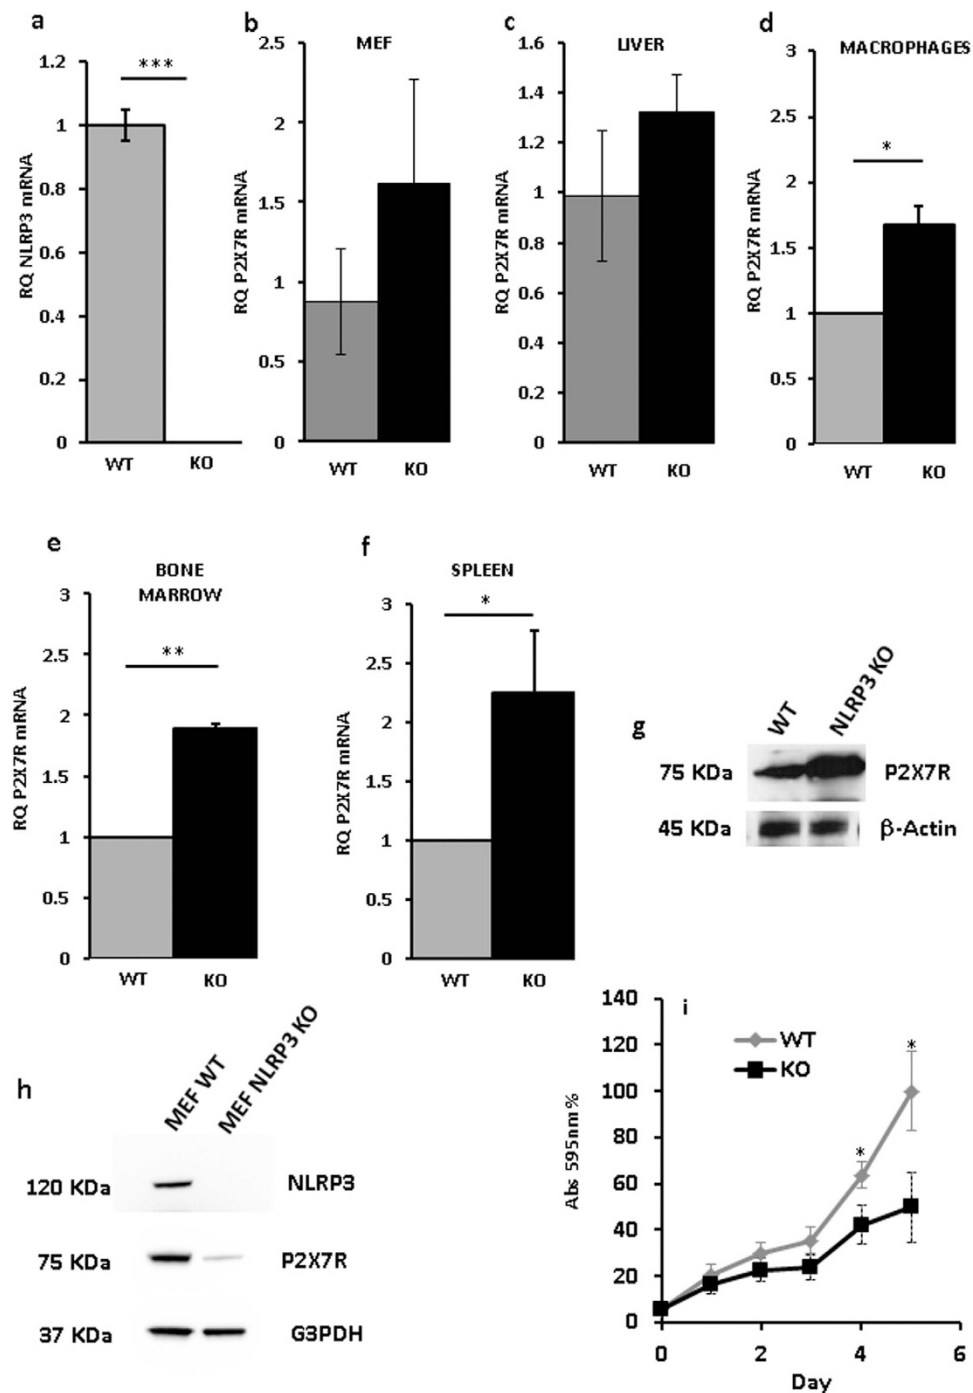 a
RQ NLRP3 mRNA
1.2
1
0.8
0.6
0.4
0.2
0
***
WT KO
b
MEF
RQ P2X7R mRNA
2.5
2
1.5
1
0.5
0
WT KO
c
LIVER
RQ P2X7R mRNA
1.6
1.4
1.2
1
0.8
0.6
0.4
0.2
0
WT KO
d
MACROPHAGES
RQ P2X7R mRNA
3
2.5
2
1.5
1
0.5
0
*
WT KO
e
BONE
MARROW
RQ P2X7R mRNA
3
2.5
2
1.5
1
0.5
0
**
WT KO
f
SPLEEN
RQ P2X7R mRNA
3
2.5
2
1.5
1
0.5
0
*
WT KO
g
WT NLRP3 KO
75 KDa P2X7R
45 KDa β-Actin
h
MEF WT MEF NLRP3 KO
120 KDa NLRP3
75 KDa P2X7R
37 KDa G3PDH
i
Abs 595nm %
140
120
100
80
60
40
20
0
WT
KO
*
*
0 2 4 6
Day